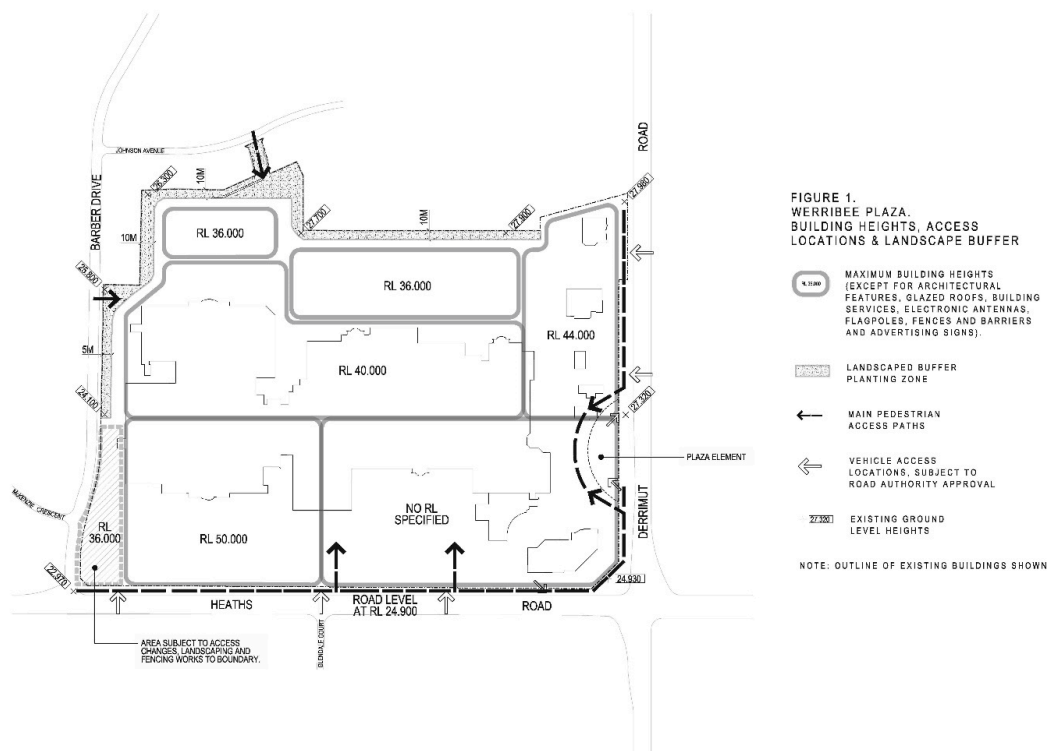 JOHNSON AVENUE
BARBER DRIVE
ROAD
10M
26.300
10M
27.700
10M
27.900
27.980
RL 36.000
10M
25.800
RL 36.000
RL 44.000
RL 40.000
5M
24.100
27.320
PLAZA ELEMENT
MCKENZIE CRESCENT
RL
36.000
RL 50.000
NO RL
SPECIFIED
DERRIMUT
22.970
24.930
HEATHS
ROAD LEVEL
AT RL 24.900
ROAD
GLENDALE COURT
AREA SUBJECT TO ACCESS
CHANGES, LANDSCAPING AND
FENCING WORKS TO BOUNDARY.
FIGURE 1.
WERRIBEE PLAZA.
BUILDING HEIGHTS, ACCESS
LOCATIONS & LANDSCAPE BUFFER
MAXIMUM BUILDING HEIGHTS
(EXCEPT FOR ARCHITECTURAL
FEATURES, GLAZED ROOFS, BUILDING
SERVICES, ELECTRONIC ANTENNAS,
FLAGPOLES, FENCES AND BARRIERS
AND ADVERTISING SIGNS).
LANDSCAPED BUFFER
PLANTING ZONE
MAIN PEDESTRIAN
ACCESS PATHS
VEHICLE ACCESS
LOCATIONS, SUBJECT TO
ROAD AUTHORITY APPROVAL
27.320
EXISTING GROUND
LEVEL HEIGHTS
NOTE: OUTLINE OF EXISTING BUILDINGS SHOWN